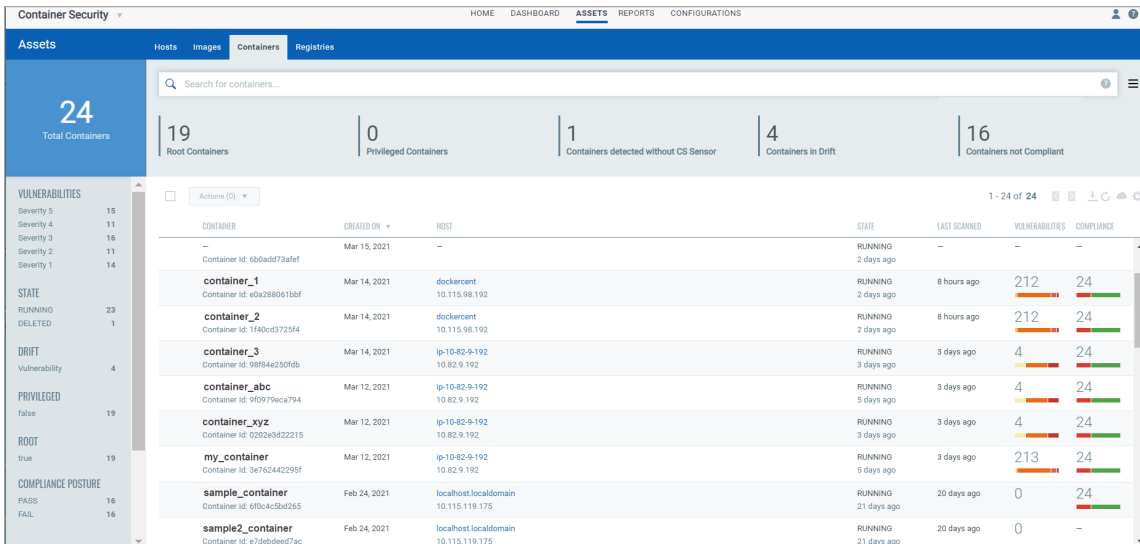 Container Security
HOME DASHBOARD ASSETS REPORTS CONFIGURATIONS
Assets
Hosts Images Containers Registries
24
Total Containers
Search for containers...
19
Root Containers
0
Privileged Containers
1
Containers detected without CS Sensor
4
Containers in Drift
16
Containers not Compliant
VULNERABILITIES
Severity 5 15
Severity 4 11
Severity 3 16
Severity 2 11
Severity 1 14
STATE
RUNNING 23
DELETED 1
DRIFT
Vulnerability 4
PRIVILEGED
false 19
ROOT
true 19
COMPLIANCE POSTURE
PASS 16
FAIL 16
Actions (0)
1 - 24 of 24
CONTAINER CREATED ON HOST STATE LAST SCANNED VULNERABILITIES COMPLIANCE
– Mar 15, 2021 – RUNNING – – –
Container Id: 6b0add73afef 2 days ago
container_1 Mar 14, 2021 dockercent RUNNING 8 hours ago 212 24
Container Id: e0a288061bbf 10.115.98.192 2 days ago
container_2 Mar 14, 2021 dockercent RUNNING 8 hours ago 212 24
Container Id: 1f40cd3725f4 10.115.98.192 2 days ago
container_3 Mar 14, 2021 ip-10-82-9-192 RUNNING 3 days ago 4 24
Container Id: 98f84e250fdb 10.82.9.192 3 days ago
container_abc Mar 12, 2021 ip-10-82-9-192 RUNNING 3 days ago 4 24
Container Id: 9f0979eca794 10.82.9.192 5 days ago
container_xyz Mar 12, 2021 ip-10-82-9-192 RUNNING 3 days ago 4 24
Container Id: 0202e3d22215 10.82.9.192 3 days ago
my_container Mar 12, 2021 ip-10-82-9-192 RUNNING 3 days ago 213 24
Container Id: 3e762442295f 10.82.9.192 5 days ago
sample_container Feb 24, 2021 localhost.localdomain RUNNING 20 days ago 0 24
Container Id: 6f0c4c5bd265 10.115.119.175 21 days ago
sample2_container Feb 24, 2021 localhost.localdomain RUNNING 20 days ago 0 –
Container Id: e7debdeed7ac 10.115.119.175 21 days ago